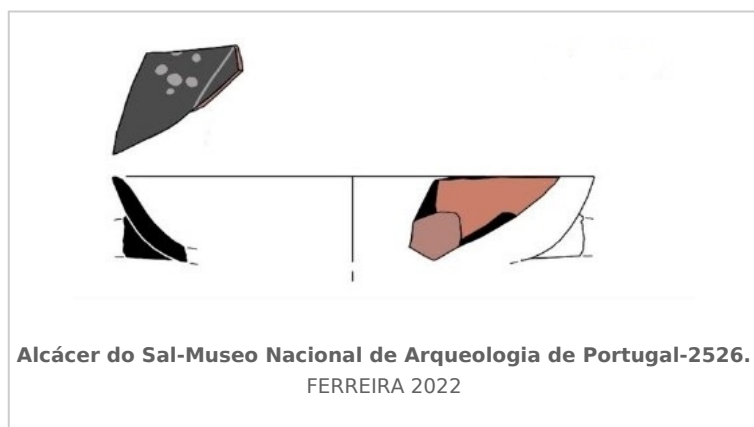 Alcácer do Sal-Museo Nacional de Arqueologia de Portugal-2526.
FERREIRA 2022